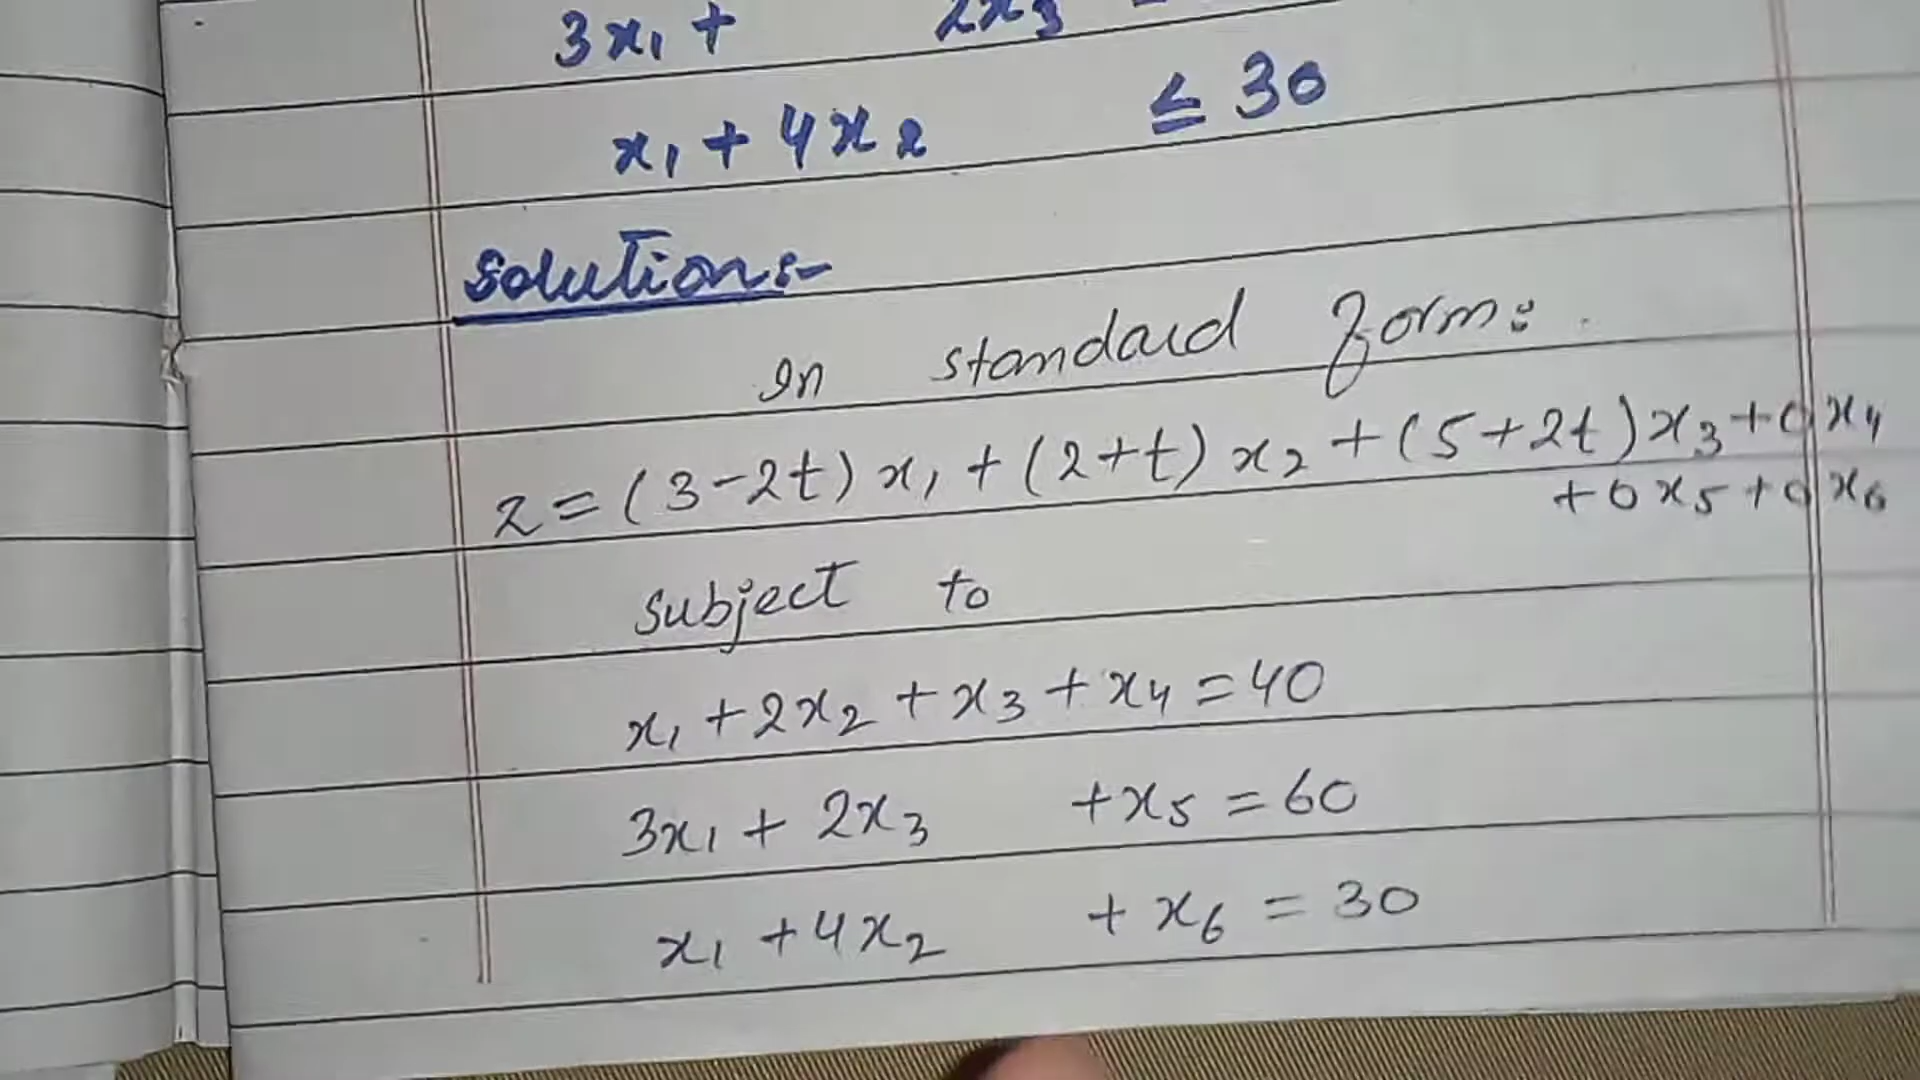 3x₁ + 2x₃
x₁ + 4x₂ ≤ 30
Solution:-
In standard form:
z = (3-2t)x₁ + (2+t)x₂ + (5+2t)x₃ + 0x₄
+ 0x₅ + 0x₆
subject to
x₁ + 2x₂ + x₃ + x₄ = 40
3x₁ + 2x₃ + x₅ = 60
x₁ + 4x₂ + x₆ = 30